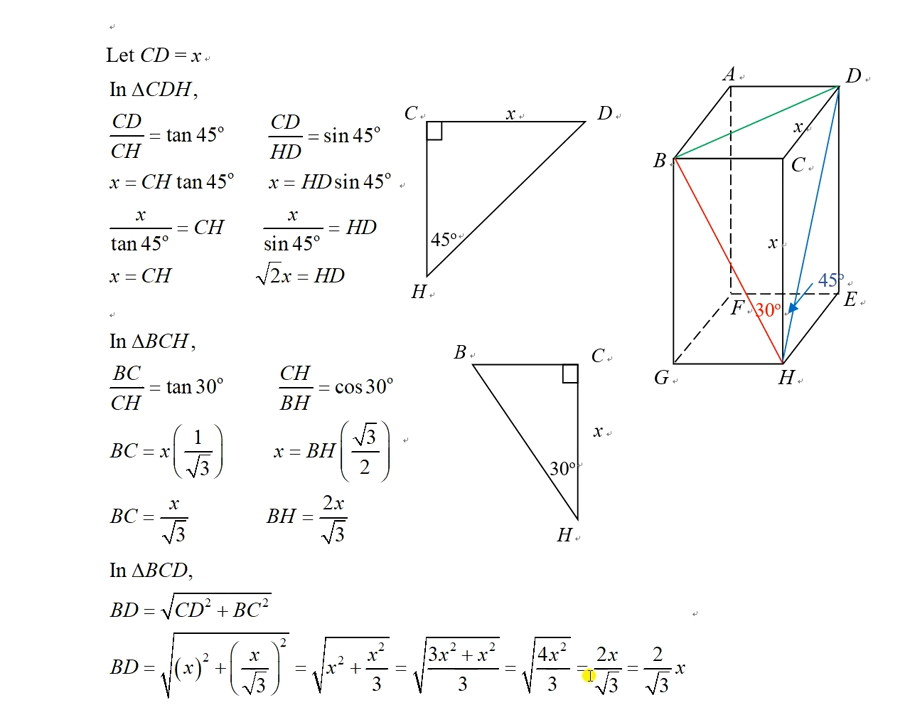 Let CD = x
In ΔCDH,
CD/CH = tan 45° CD/HD = sin 45°
x = CH tan 45° x = HD sin 45°
x/tan 45° = CH x/sin 45° = HD
x = CH √2x = HD
C x D
45°
H
A D
x
B C
x
45°
F 30° E
G H
In ΔBCH,
BC/CH = tan 30° CH/BH = cos 30°
BC = x(1/√3) x = BH(√3/2)
BC = x/√3 BH = 2x/√3
B C
x
30°
H
In ΔBCD,
BD = √(CD² + BC²)
BD = √((x)² + (x/√3)²) = √(x² + x²/3) = √((3x² + x²)/3) = √(4x²/3) = 2x/√3 = 2/√3 x